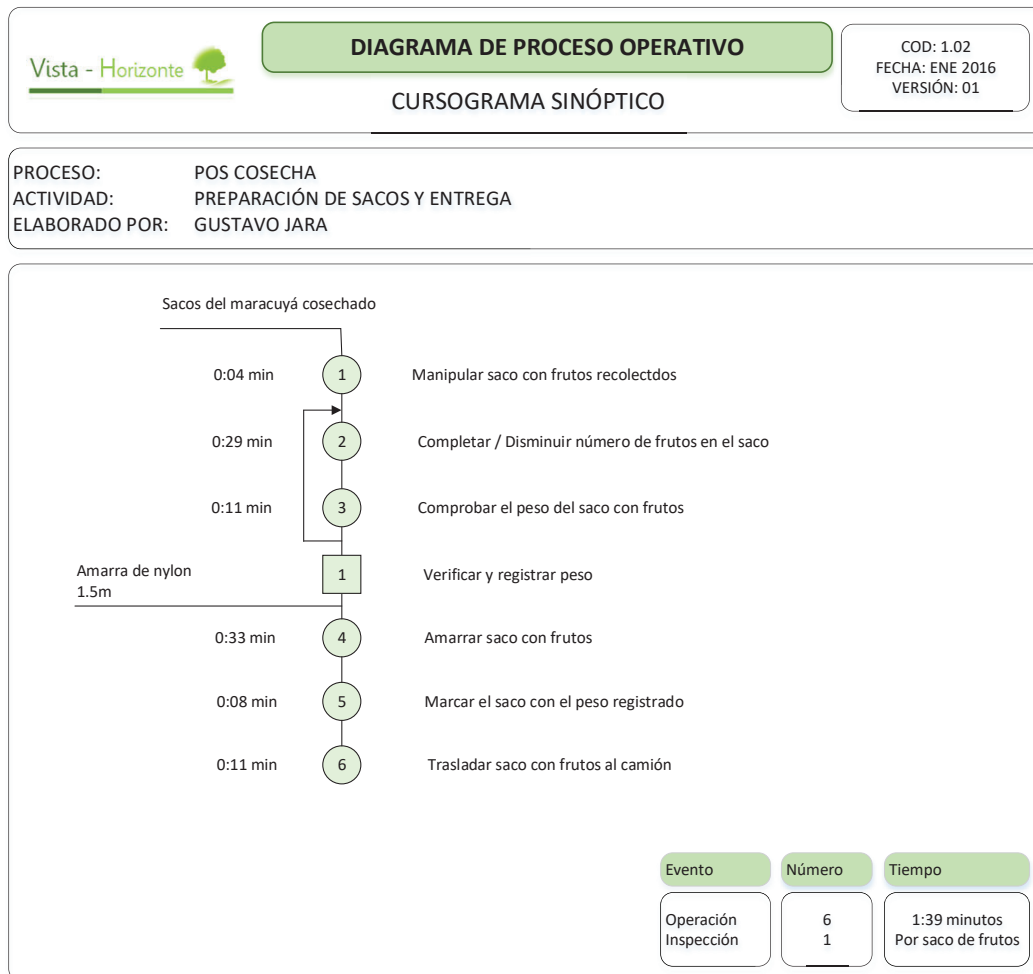 Vista - Horizonte
DIAGRAMA DE PROCESO OPERATIVO
CURSOGRAMA SINÓPTICO
COD: 1.02
FECHA: ENE 2016
VERSIÓN: 01
PROCESO: POS COSECHA
ACTIVIDAD: PREPARACIÓN DE SACOS Y ENTREGA
ELABORADO POR: GUSTAVO JARA
Sacos del maracuyá cosechado
0:04 min 1 Manipular saco con frutos recolectdos
0:29 min 2 Completar / Disminuir número de frutos en el saco
0:11 min 3 Comprobar el peso del saco con frutos
Amarra de nylon
1.5m
1 Verificar y registrar peso
0:33 min 4 Amarrar saco con frutos
0:08 min 5 Marcar el saco con el peso registrado
0:11 min 6 Trasladar saco con frutos al camión
Evento Número Tiempo
Operación 6 1:39 minutos
Inspección 1 Por saco de frutos